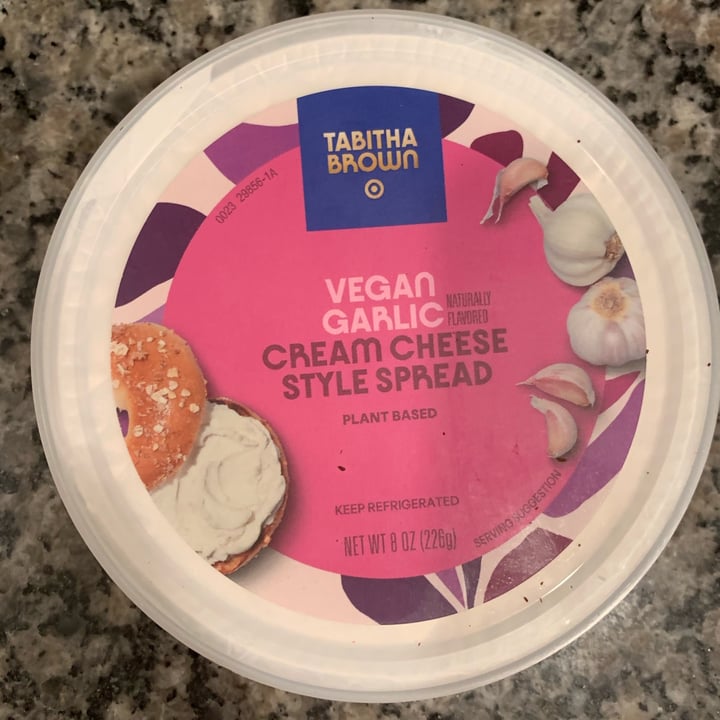 TABITHA
BROWN
0023 29856-1A
VEGAN
GARLIC
NATURALLY
FLAVORED
CREAM CHEESE
STYLE SPREAD
PLANT BASED
KEEP REFRIGERATED
NET WT 8 OZ (226g)
SERVING SUGGESTION